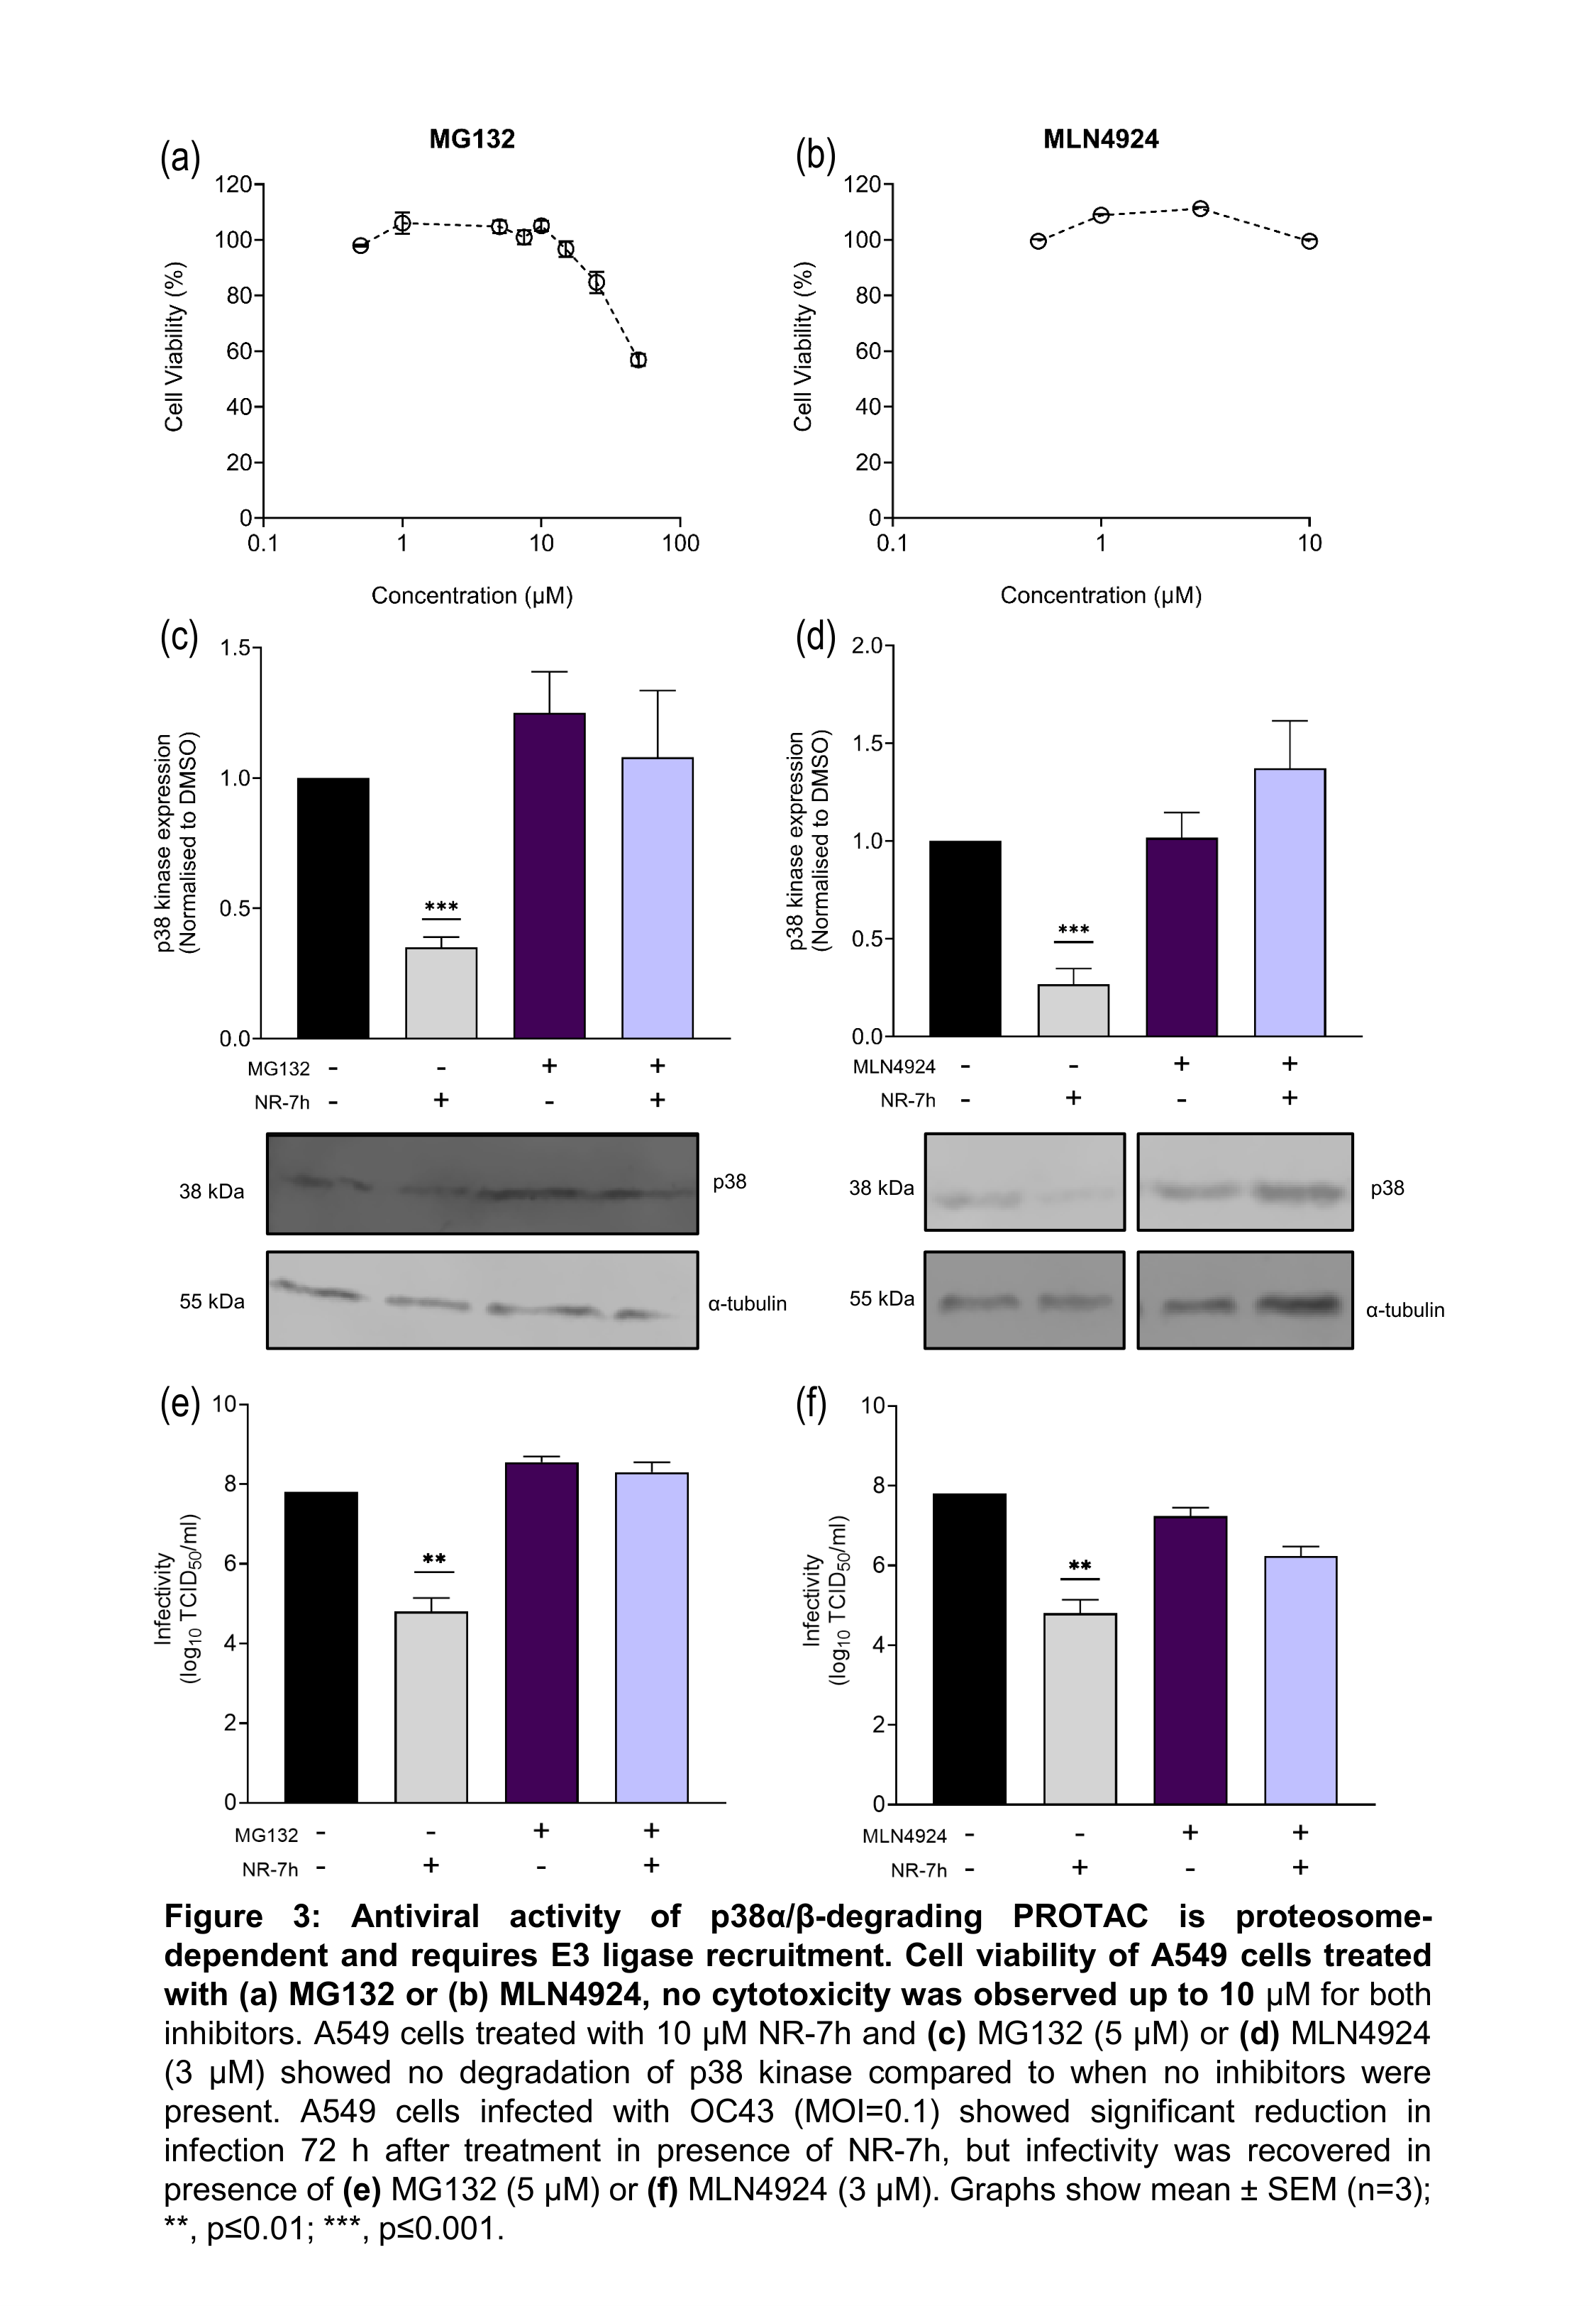 (a)
MG132
120
100
80
60
40
20
0
0.1
1
10
100
Cell Viability (%)
Concentration (µM)
(b)
MLN4924
120
100
80
60
40
20
0
0.1
1
10
Cell Viability (%)
Concentration (µM)
(c)
1.5
1.0
0.5
0.0
p38 kinase expression
(Normalised to DMSO)
***
MG132 - - + +
NR-7h - + - +
38 kDa
p38
55 kDa
α-tubulin
(d)
2.0
1.5
1.0
0.5
0.0
p38 kinase expression
(Normalised to DMSO)
***
MLN4924 - - + +
NR-7h - + - +
38 kDa
p38
55 kDa
α-tubulin
(e)
10
8
6
4
2
0
Infectivity
(log10 TCID50/ml)
**
MG132 - - + +
NR-7h - + - +
(f)
10
8
6
4
2
0
Infectivity
(log10 TCID50/ml)
**
MLN4924 - - + +
NR-7h - + - +
Figure 3: Antiviral activity of p38α/β-degrading PROTAC is proteosome-
dependent and requires E3 ligase recruitment. Cell viability of A549 cells treated
with (a) MG132 or (b) MLN4924, no cytotoxicity was observed up to 10 µM for both
inhibitors. A549 cells treated with 10 µM NR-7h and (c) MG132 (5 µM) or (d) MLN4924
(3 µM) showed no degradation of p38 kinase compared to when no inhibitors were
present. A549 cells infected with OC43 (MOI=0.1) showed significant reduction in
infection 72 h after treatment in presence of NR-7h, but infectivity was recovered in
presence of (e) MG132 (5 µM) or (f) MLN4924 (3 µM). Graphs show mean ± SEM (n=3);
**, p≤0.01; ***, p≤0.001.